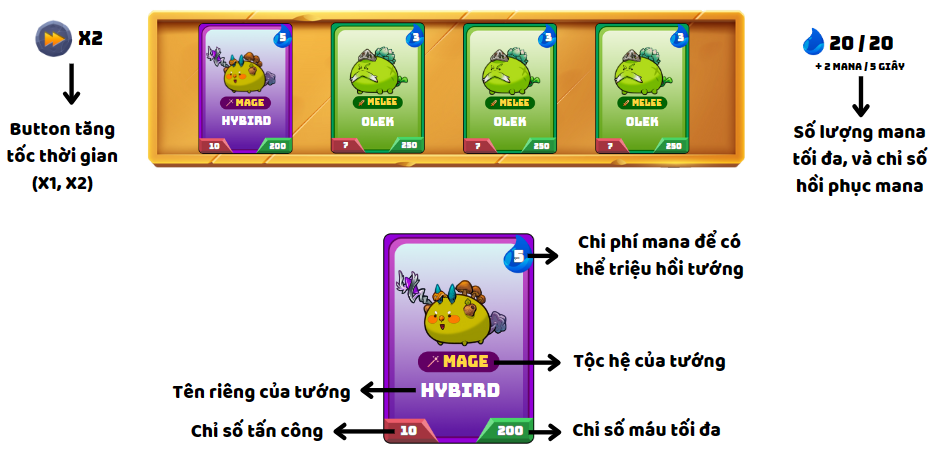 X2
Button tăng
tốc thời gian
(X1, X2)
5
MAGE
HYBIRD
10
200
3
MELEE
OLEK
7
250
3
MELEE
OLEK
7
250
3
MELEE
OLEK
7
250
20 / 20
+ 2 MANA / 5 GIÂY
Số lượng mana
tối đa, và chỉ số
hồi phục mana
5
Chi phí mana để có
thể triệu hồi tướng
MAGE
Tộc hệ của tướng
Tên riêng của tướng
HYBIRD
Chỉ số tấn công
10
200
Chỉ số máu tối đa